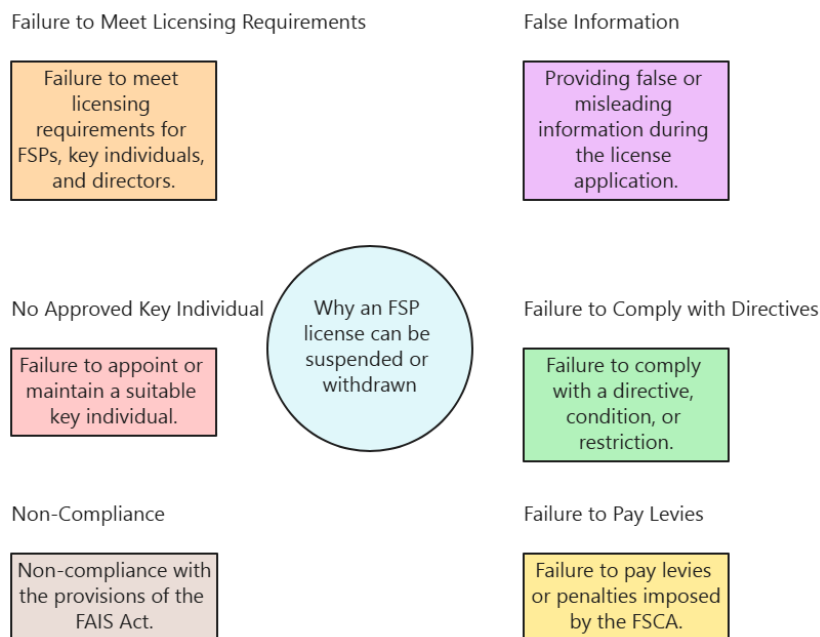 Failure to Meet Licensing Requirements
Failure to meet
licensing
requirements for
FSPs, key individuals,
and directors.
False Information
Providing false or
misleading
information during
the license
application.
No Approved Key Individual
Failure to appoint or
maintain a suitable
key individual.
Why an FSP
license can be
suspended or
withdrawn
Failure to Comply with Directives
Failure to comply
with a directive,
condition, or
restriction.
Non-Compliance
Non-compliance with
the provisions of the
FAIS Act.
Failure to Pay Levies
Failure to pay levies
or penalties imposed
by the FSCA.